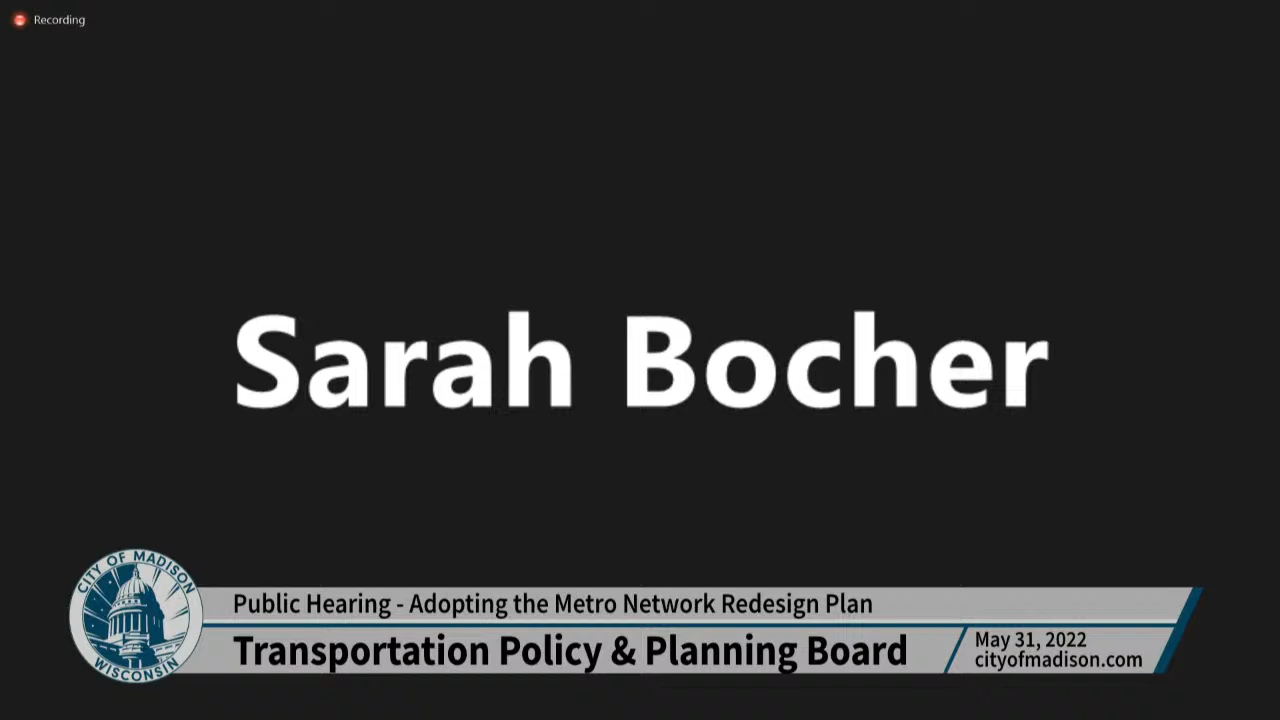 Recording
Sarah Bocher
CITY OF MADISON
WISCONSIN
Public Hearing - Adopting the Metro Network Redesign Plan
Transportation Policy & Planning Board
May 31, 2022
cityofmadison.com